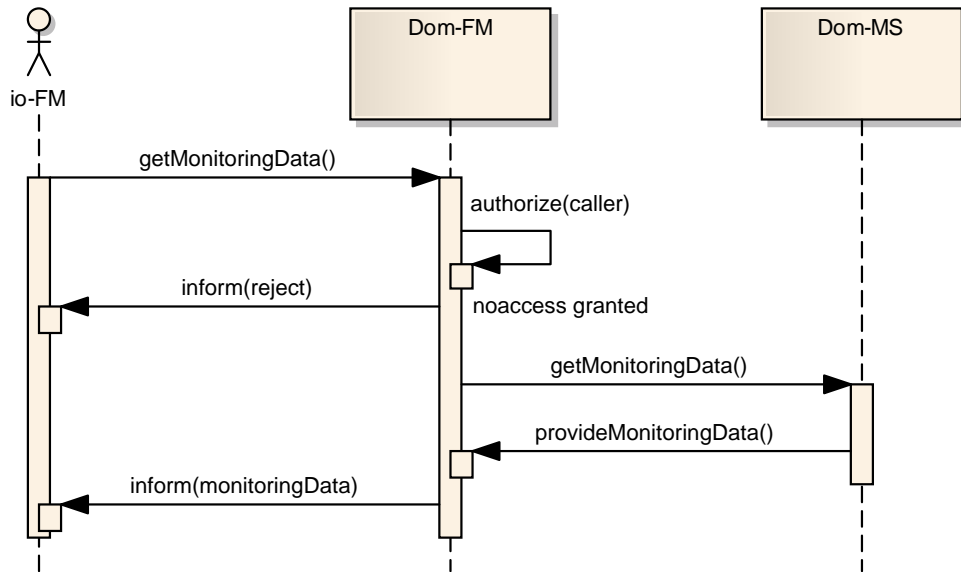 Dom-FM
Dom-MS
io-FM
getMonitoringData()
authorize(caller)
inform(reject)
noaccess granted
getMonitoringData()
provideMonitoringData()
inform(monitoringData)